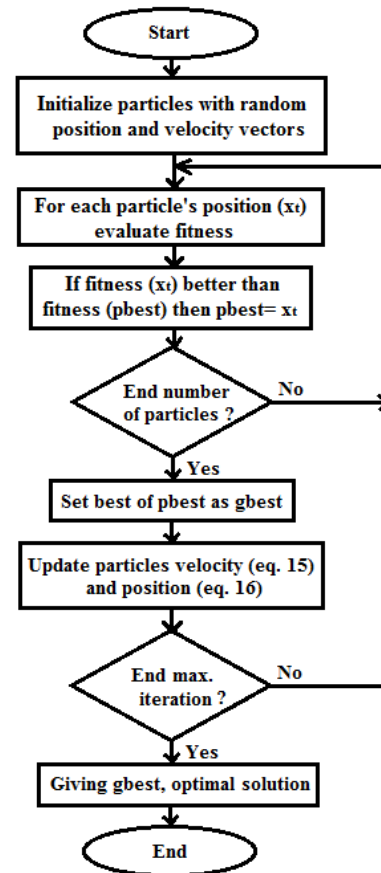 Start
Initialize particles with random
position and velocity vectors
For each particle's position (xt)
evaluate fitness
If fitness (xt) better than
fitness (pbest) then pbest= xt
End number
of particles ?
No
Yes
Set best of pbest as gbest
Update particles velocity (eq. 15)
and position (eq. 16)
End max.
iteration ?
No
Yes
Giving gbest, optimal solution
End